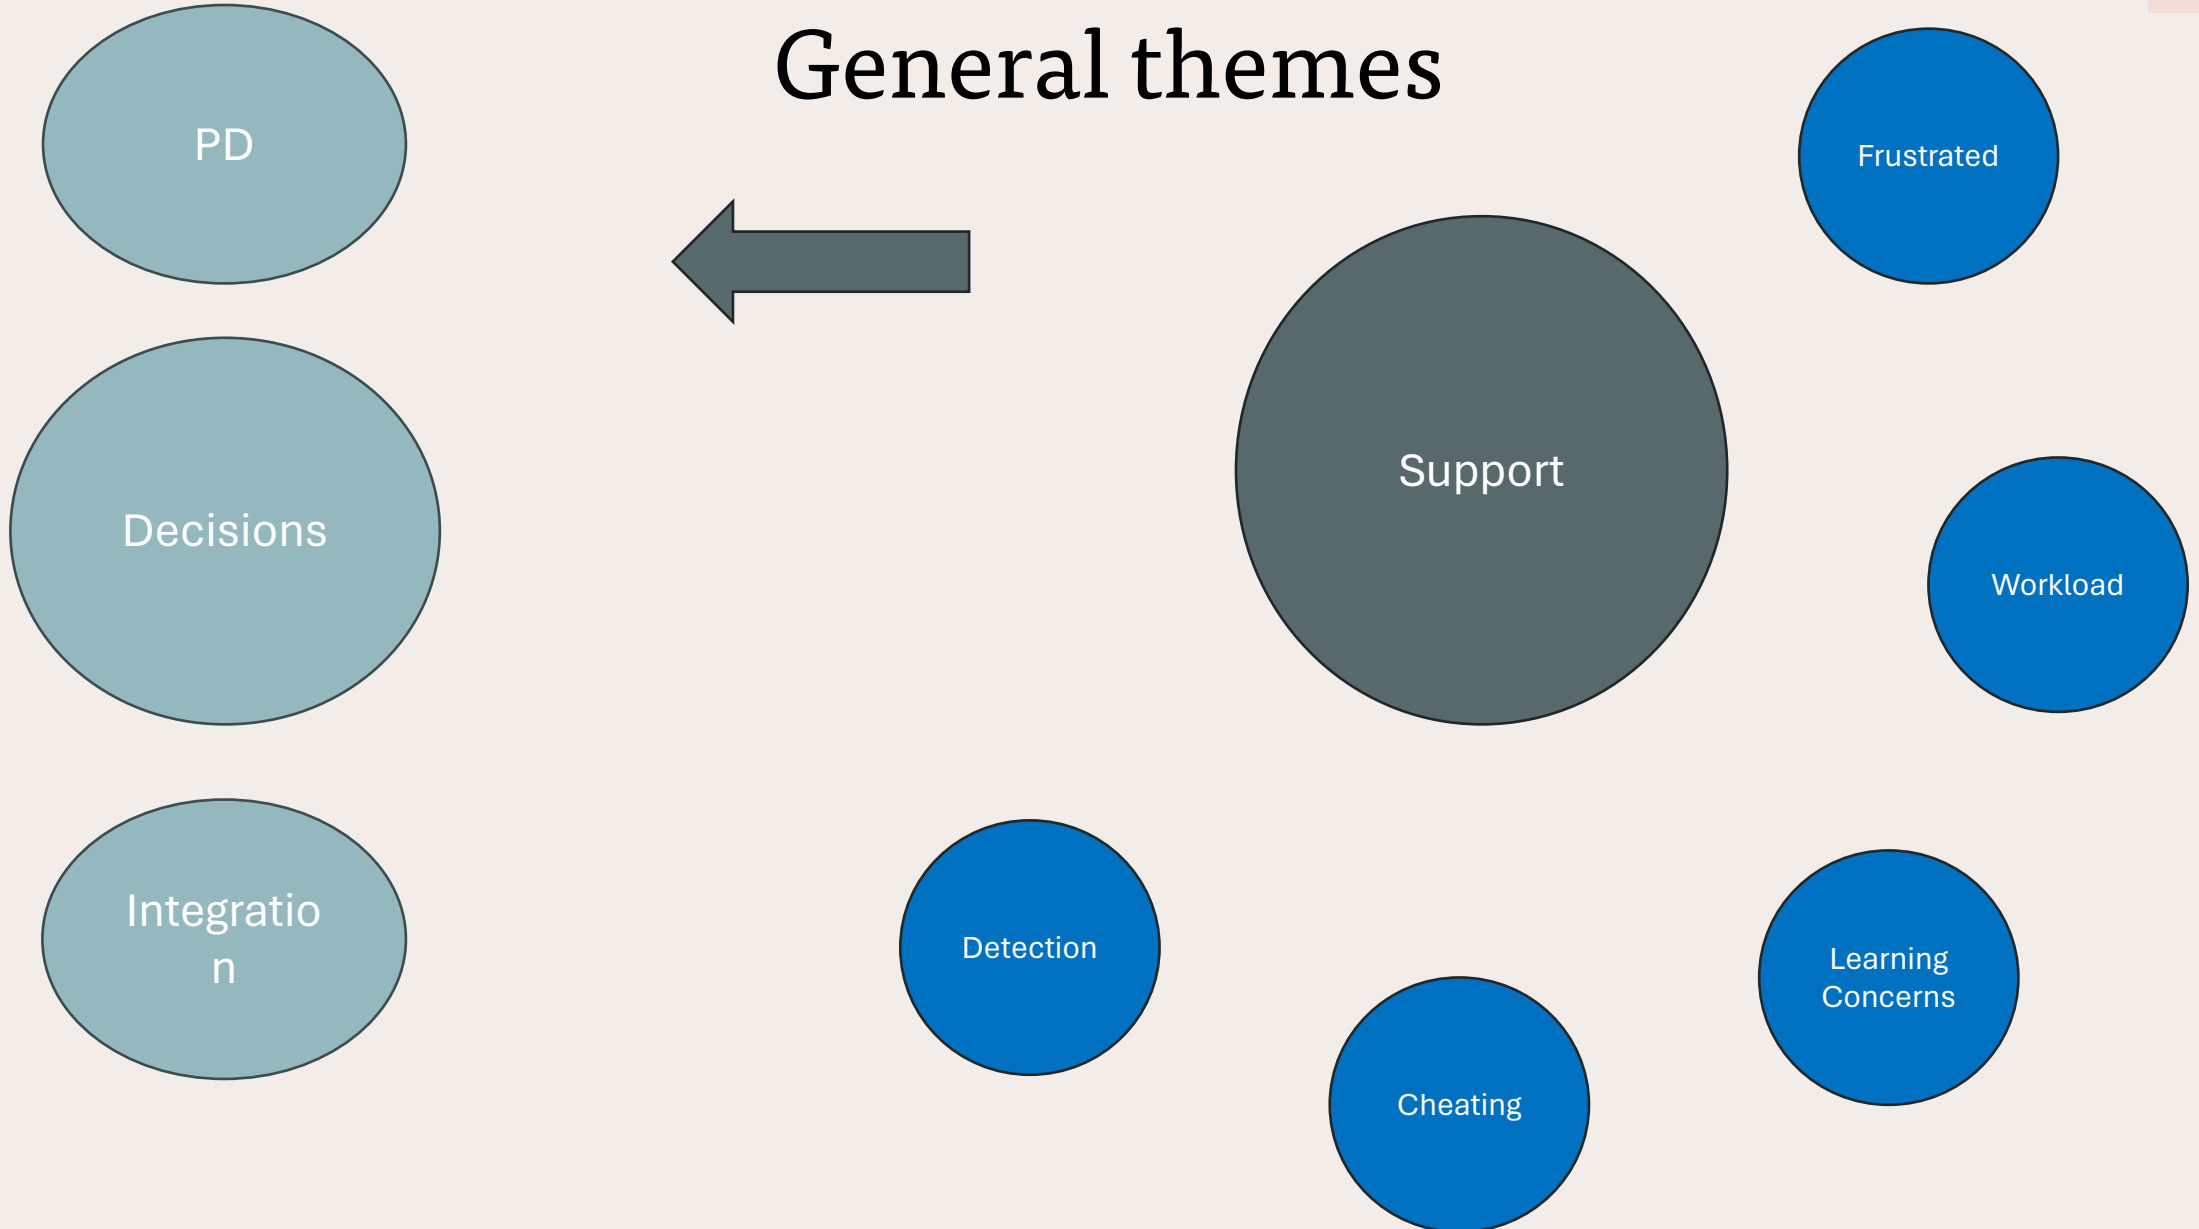 General themes
PD
Frustrated
Support
Decisions
Workload
Integratio
n
Detection
Learning
Concerns
Cheating